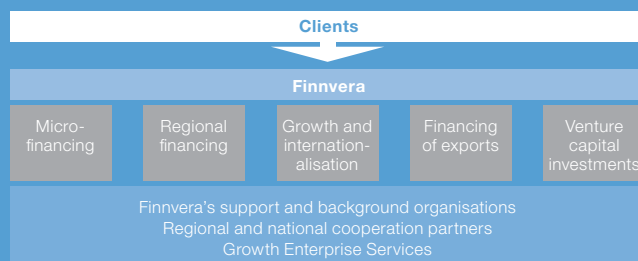 Clients
Finnvera
Micro-
financing
Regional
financing
Growth and
internation-
alisation
Financing
of exports
Venture
capital
investments
Finnvera's support and background organisations
Regional and national cooperation partners
Growth Enterprise Services